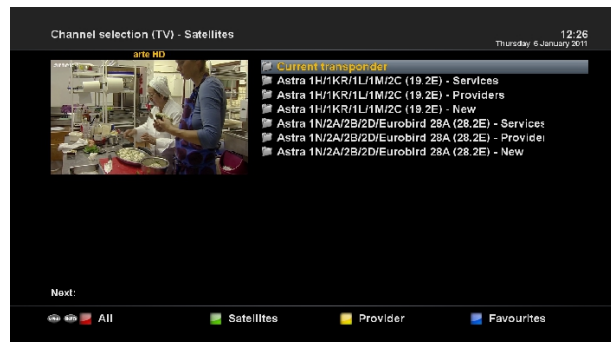 Channel selection (TV) - Satellites
12:26
Thursday 6 January 2011
arte HD
Current transponder
Astra 1H/1KR/1L/1M/2C (19.2E) - Services
Astra 1H/1KR/1L/1M/2C (19.2E) - Providers
Astra 1H/1KR/1L/1M/2C (19.2E) - New
Astra 1N/2A/2B/2D/Eurobird 28A (28.2E) - Services
Astra 1N/2A/2B/2D/Eurobird 28A (28.2E) - Provider
Astra 1N/2A/2B/2D/Eurobird 28A (28.2E) - New
Next:
All
Satellites
Provider
Favourites